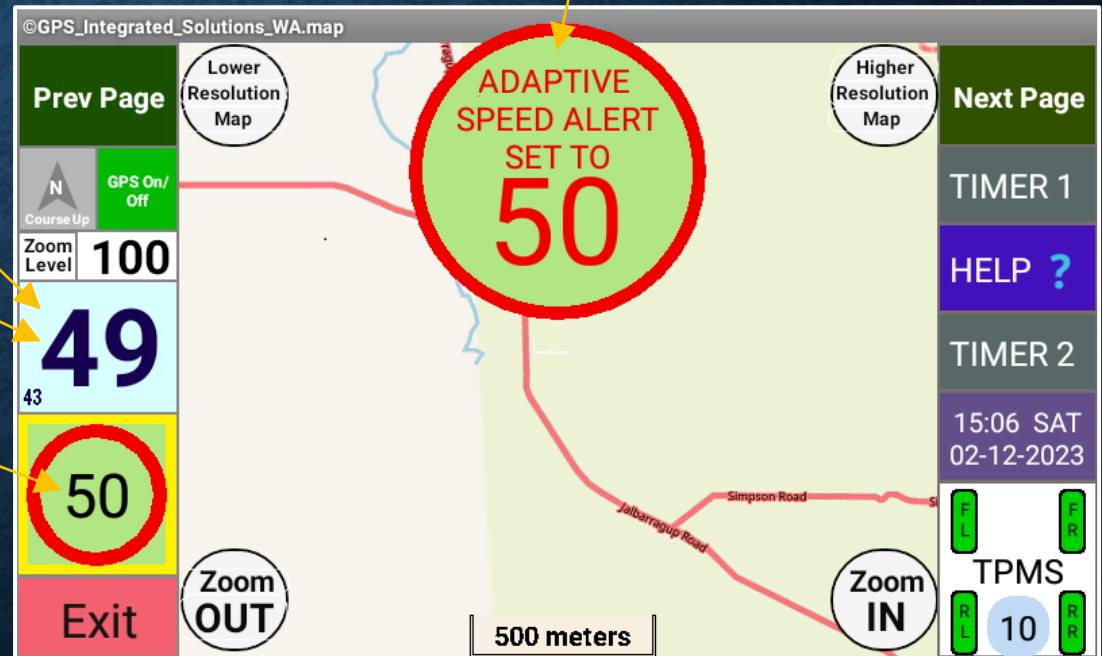 ©GPS_Integrated_Solutions_WA.map
Prev Page
Lower
Resolution
Map
ADAPTIVE
SPEED ALERT
SET TO
50
Higher
Resolution
Map
Next Page
N
Course Up
GPS On/
Off
TIMER 1
Zoom
Level
100
HELP ?
49
43
TIMER 2
15:06 SAT
02-12-2023
50
Simpson Road
Jalbarragup Road
F
L
F
R
TPMS
R
L
10
R
R
Exit
Zoom
OUT
500 meters
Zoom
IN